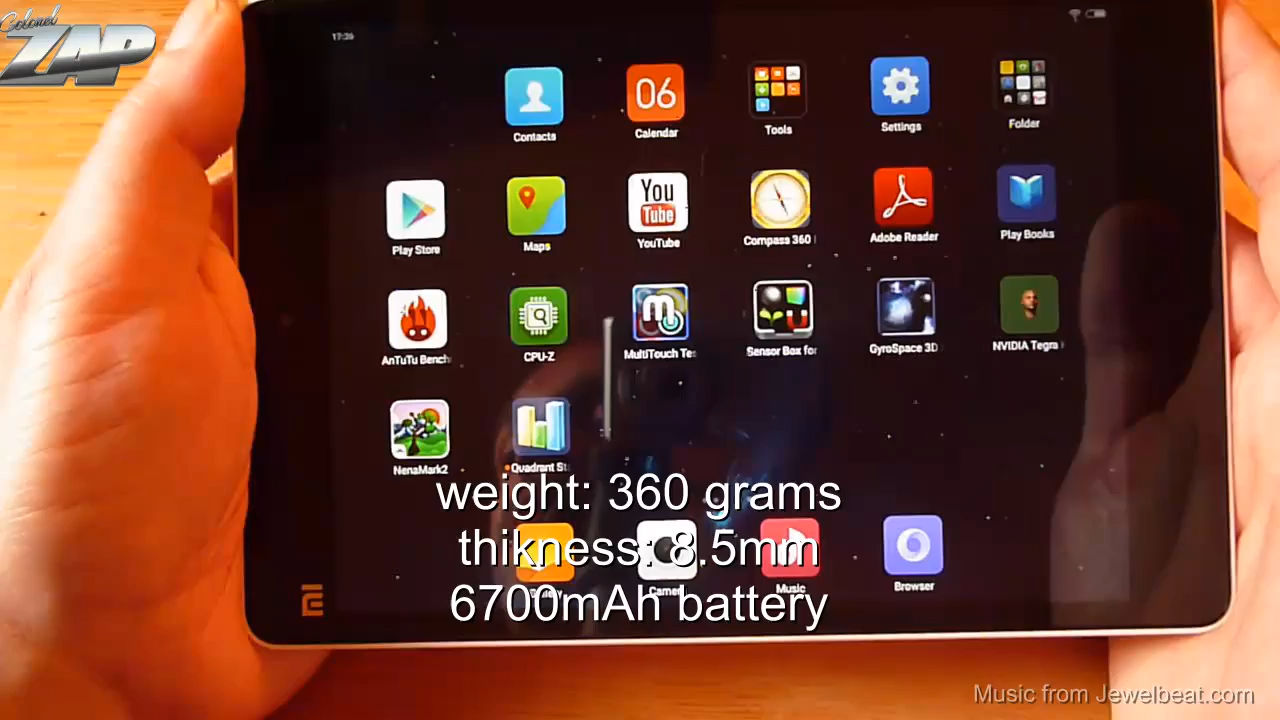 Colonel
ZAP
17:39
Contacts
06
Calendar
Tools
Settings
Folder
Play Store
Maps
You
Tube
YouTube
Compass 360
Adobe Reader
Play Books
AnTuTu Bench
CPU-Z
m
MultiTouch Tes
Sensor Box for
GyroSpace 3D
NVIDIA Tegra
NenaMark2
Quadrant St
weight: 360 grams
thikness: 8.5mm
6700mAh battery
Music
Browser
mi
Music from Jewelbeat.com